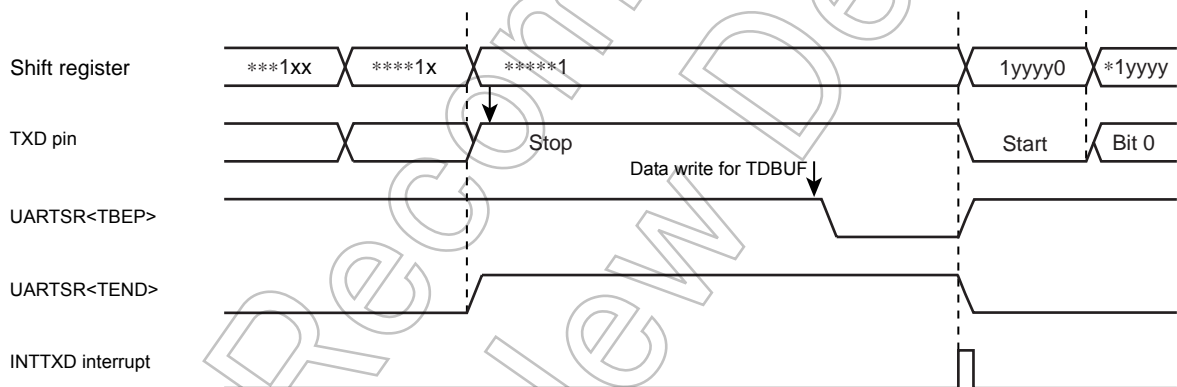 Shift register ***1xx ****1x *****1 1yyyy0 *1yyyy
TXD pin Stop Start Bit 0
Data write for TDBUF
UARTSR<TBEP>
UARTSR<TEND>
INTTXD interrupt